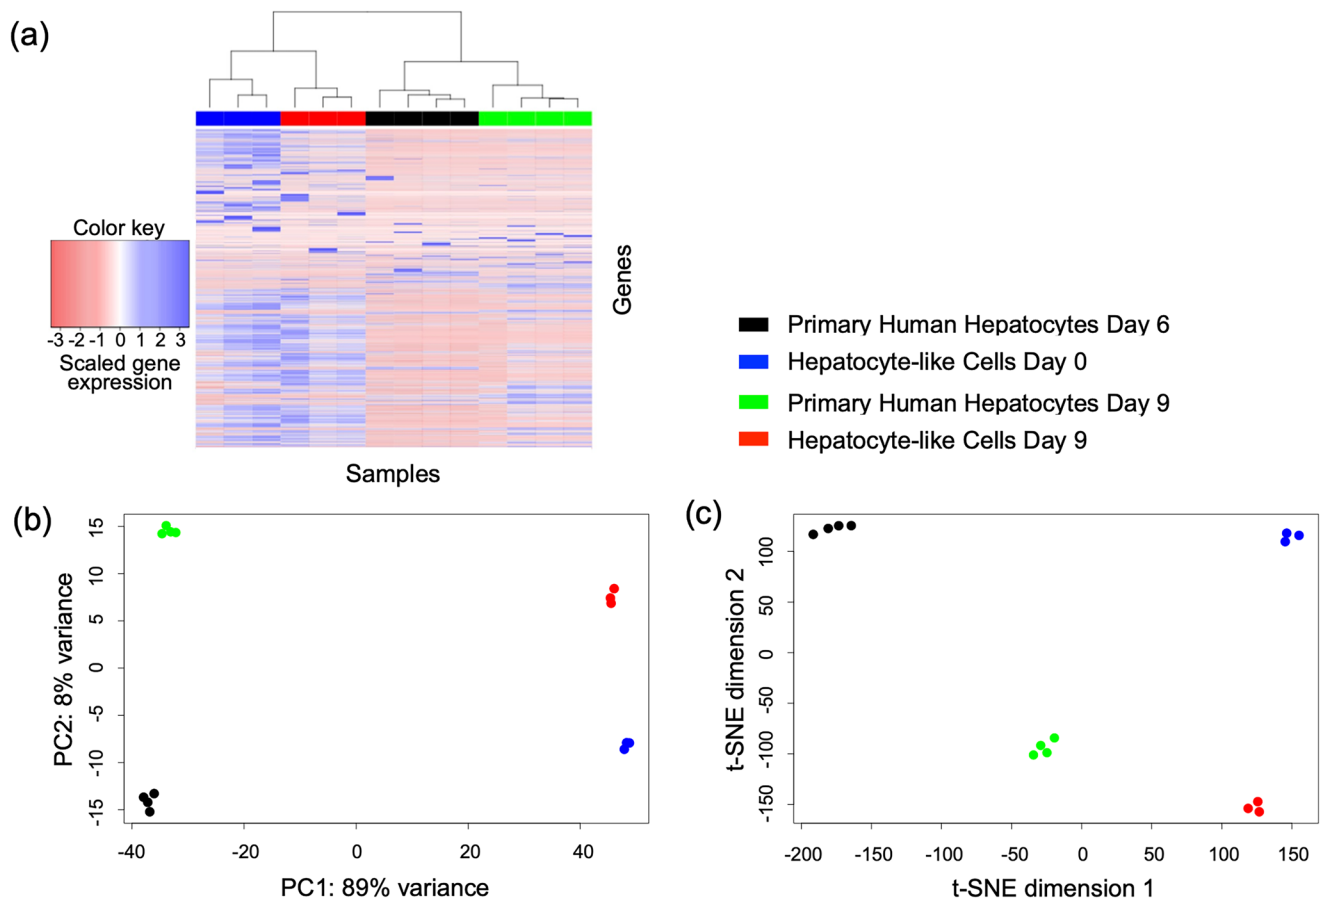 (a)
Color key
-3 -2 -1 0 1 2 3
Scaled gene
expression
Genes
Samples
Primary Human Hepatocytes Day 6
Hepatocyte-like Cells Day 0
Primary Human Hepatocytes Day 9
Hepatocyte-like Cells Day 9
(b)
PC2: 8% variance
15
10
5
0
-5
-10
-15
-40 -20 0 20 40
PC1: 89% variance
(c)
t-SNE dimension 2
100
50
0
-50
-100
-150
-200 -150 -100 -50 0 50 100 150
t-SNE dimension 1